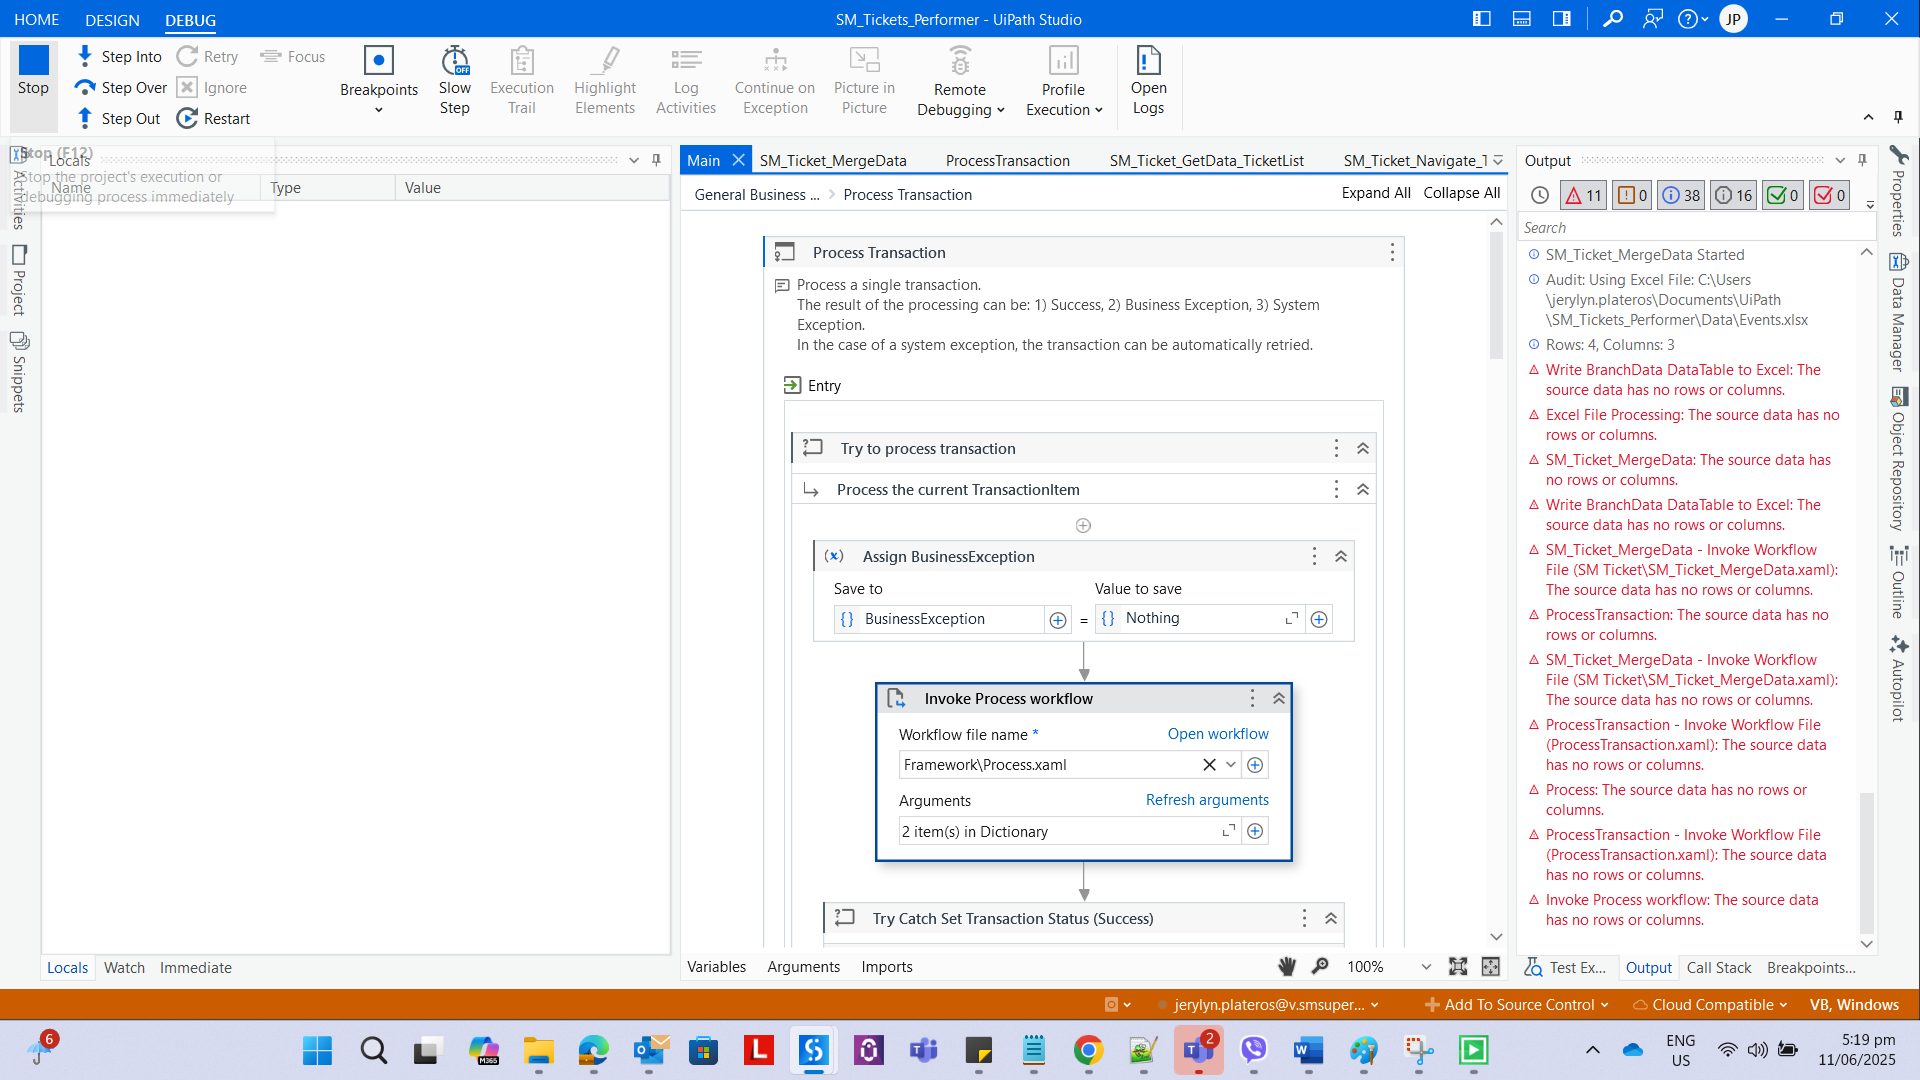 HOME DESIGN DEBUG
SM_Tickets_Performer - UiPath Studio
JP
Stop
Step Into
Step Over
Step Out
Retry
Ignore
Restart
Focus
Breakpoints
Slow Step
OFF
Execution Trail
Highlight Elements
Log Activities
Continue on Exception
Picture in Picture
Remote Debugging
Profile Execution
Open Logs
Stop (F12)
Stop the project's execution or
debugging process immediately
Locals
Name Type Value
Activities
Project
Snippets
Locals Watch Immediate
Main SM_Ticket_MergeData ProcessTransaction SM_Ticket_GetData_TicketList SM_Ticket_Navigate_T
General Business ... Process Transaction Expand All Collapse All
Process Transaction
Process a single transaction.
The result of the processing can be: 1) Success, 2) Business Exception, 3) System
Exception.
In the case of a system exception, the transaction can be automatically retried.
Entry
Try to process transaction
Process the current TransactionItem
Assign BusinessException
Save to Value to save
BusinessException = Nothing
Invoke Process workflow
Workflow file name * Open workflow
Framework\Process.xaml
Arguments Refresh arguments
2 item(s) in Dictionary
Try Catch Set Transaction Status (Success)
Variables Arguments Imports 100%
Output
11 0 38 16 0 0
Search
SM_Ticket_MergeData Started
Audit: Using Excel File: C:\Users
\jerylyn.plateros\Documents\UiPath
\SM_Tickets_Performer\Data\Events.xlsx
Rows: 4, Columns: 3
Write BranchData DataTable to Excel: The
source data has no rows or columns.
Excel File Processing: The source data has no
rows or columns.
SM_Ticket_MergeData: The source data has
no rows or columns.
Write BranchData DataTable to Excel: The
source data has no rows or columns.
SM_Ticket_MergeData - Invoke Workflow
File (SM Ticket\SM_Ticket_MergeData.xaml):
The source data has no rows or columns.
ProcessTransaction: The source data has no
rows or columns.
SM_Ticket_MergeData - Invoke Workflow
File (SM Ticket\SM_Ticket_MergeData.xaml):
The source data has no rows or columns.
ProcessTransaction - Invoke Workflow File
(ProcessTransaction.xaml): The source data
has no rows or columns.
Process: The source data has no rows or
columns.
ProcessTransaction - Invoke Workflow File
(ProcessTransaction.xaml): The source data
has no rows or columns.
Invoke Process workflow: The source data
has no rows or columns.
Test Ex... Output Call Stack Breakpoints...
Properties
Data Manager
Object Repository
Outline
Autopilot
jerylyn.plateros@v.smsuper... Add To Source Control Cloud Compatible VB, Windows
6
M365
2
ENG
US
5:19 pm
11/06/2025